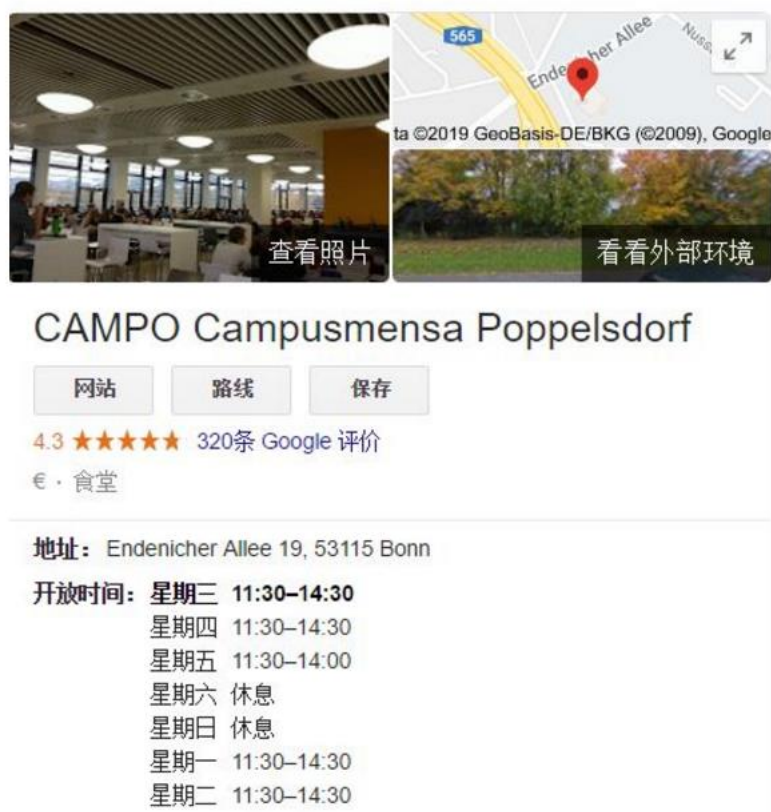 565
Endenicher Allee
ta ©2019 GeoBasis-DE/BKG (©2009), Google
查看照片
看看外部环境
CAMPO Campusmensa Poppelsdorf
网站 路线 保存
4.3 320条 Google 评价
€ · 食堂
地址： Endenicher Allee 19, 53115 Bonn
开放时间： 星期三 11:30–14:30
星期四 11:30–14:30
星期五 11:30–14:00
星期六 休息
星期日 休息
星期一 11:30–14:30
星期二 11:30–14:30